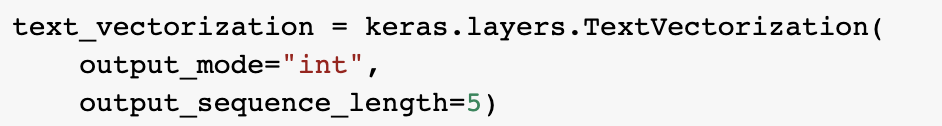 text_vectorization = keras.layers.TextVectorization(
    output_mode="int",
    output_sequence_length=5)